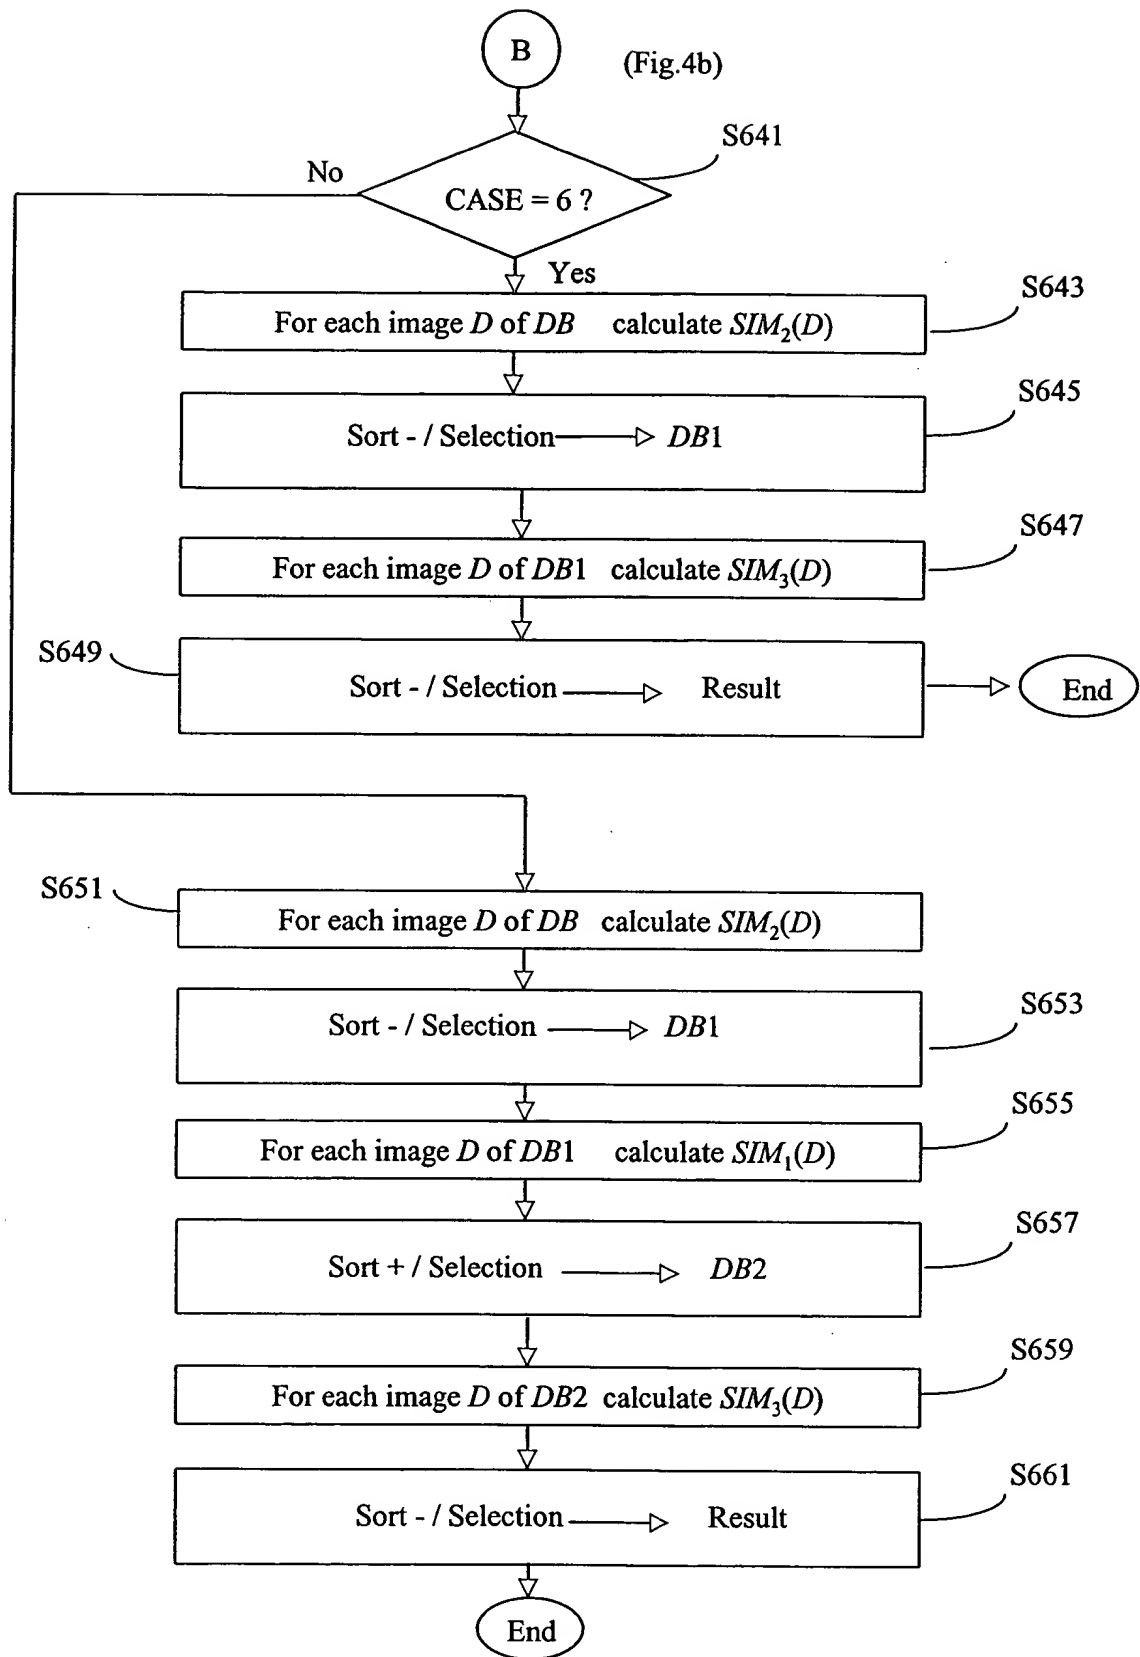 B
(Fig.4b)
S641
No
CASE = 6 ?
Yes
S643
For each image D of DB calculate SIM₂(D)
S645
Sort - / Selection DB1
S647
For each image D of DB1 calculate SIM₃(D)
S649
Sort - / Selection Result
End
S651
For each image D of DB calculate SIM₂(D)
S653
Sort - / Selection DB1
S655
For each image D of DB1 calculate SIM₁(D)
S657
Sort + / Selection DB2
S659
For each image D of DB2 calculate SIM₃(D)
S661
Sort - / Selection Result
End